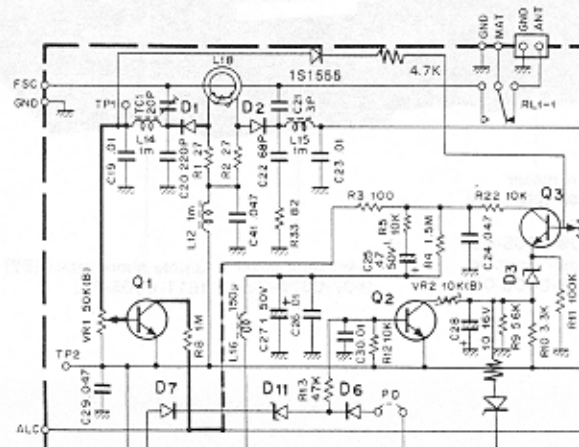 GND
MAT
GND
ANT
L18
1S1555
4.7K
FSC
GND
TP1
TC1
20P
D1
D2
C21
3P
RL1-1
L14
1m
L15
1m
C19 .01
C20 220P
R1 27
R2 27
C22 68P
C23 .01
L12 1m
C41 .047
R33 82
R3 100
R5 1.10K
R22 10K
Q3
C25 47 50V
R4 1.5M
C24 .047
D3
Q1
VR1 50K(B)
R8 1M
L16 150μ
C27 1 50V
C26 .01
Q2
VR2 10K(B)
C28
10 16V
R9 56K
R10 3.3K
R11 100K
C30 .01
R12 10K
TP2
C29 .047
D7
D11
R13 47K
D6
PD
ALC